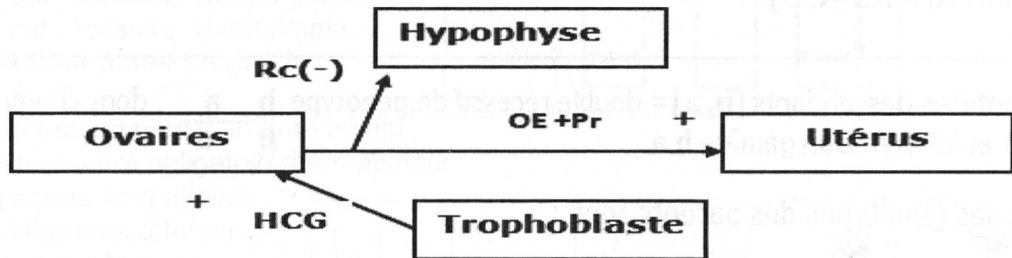 Hypophyse
Rc(-)
OE +Pr +
Ovaires
Utérus
+
HCG
Trophoblaste